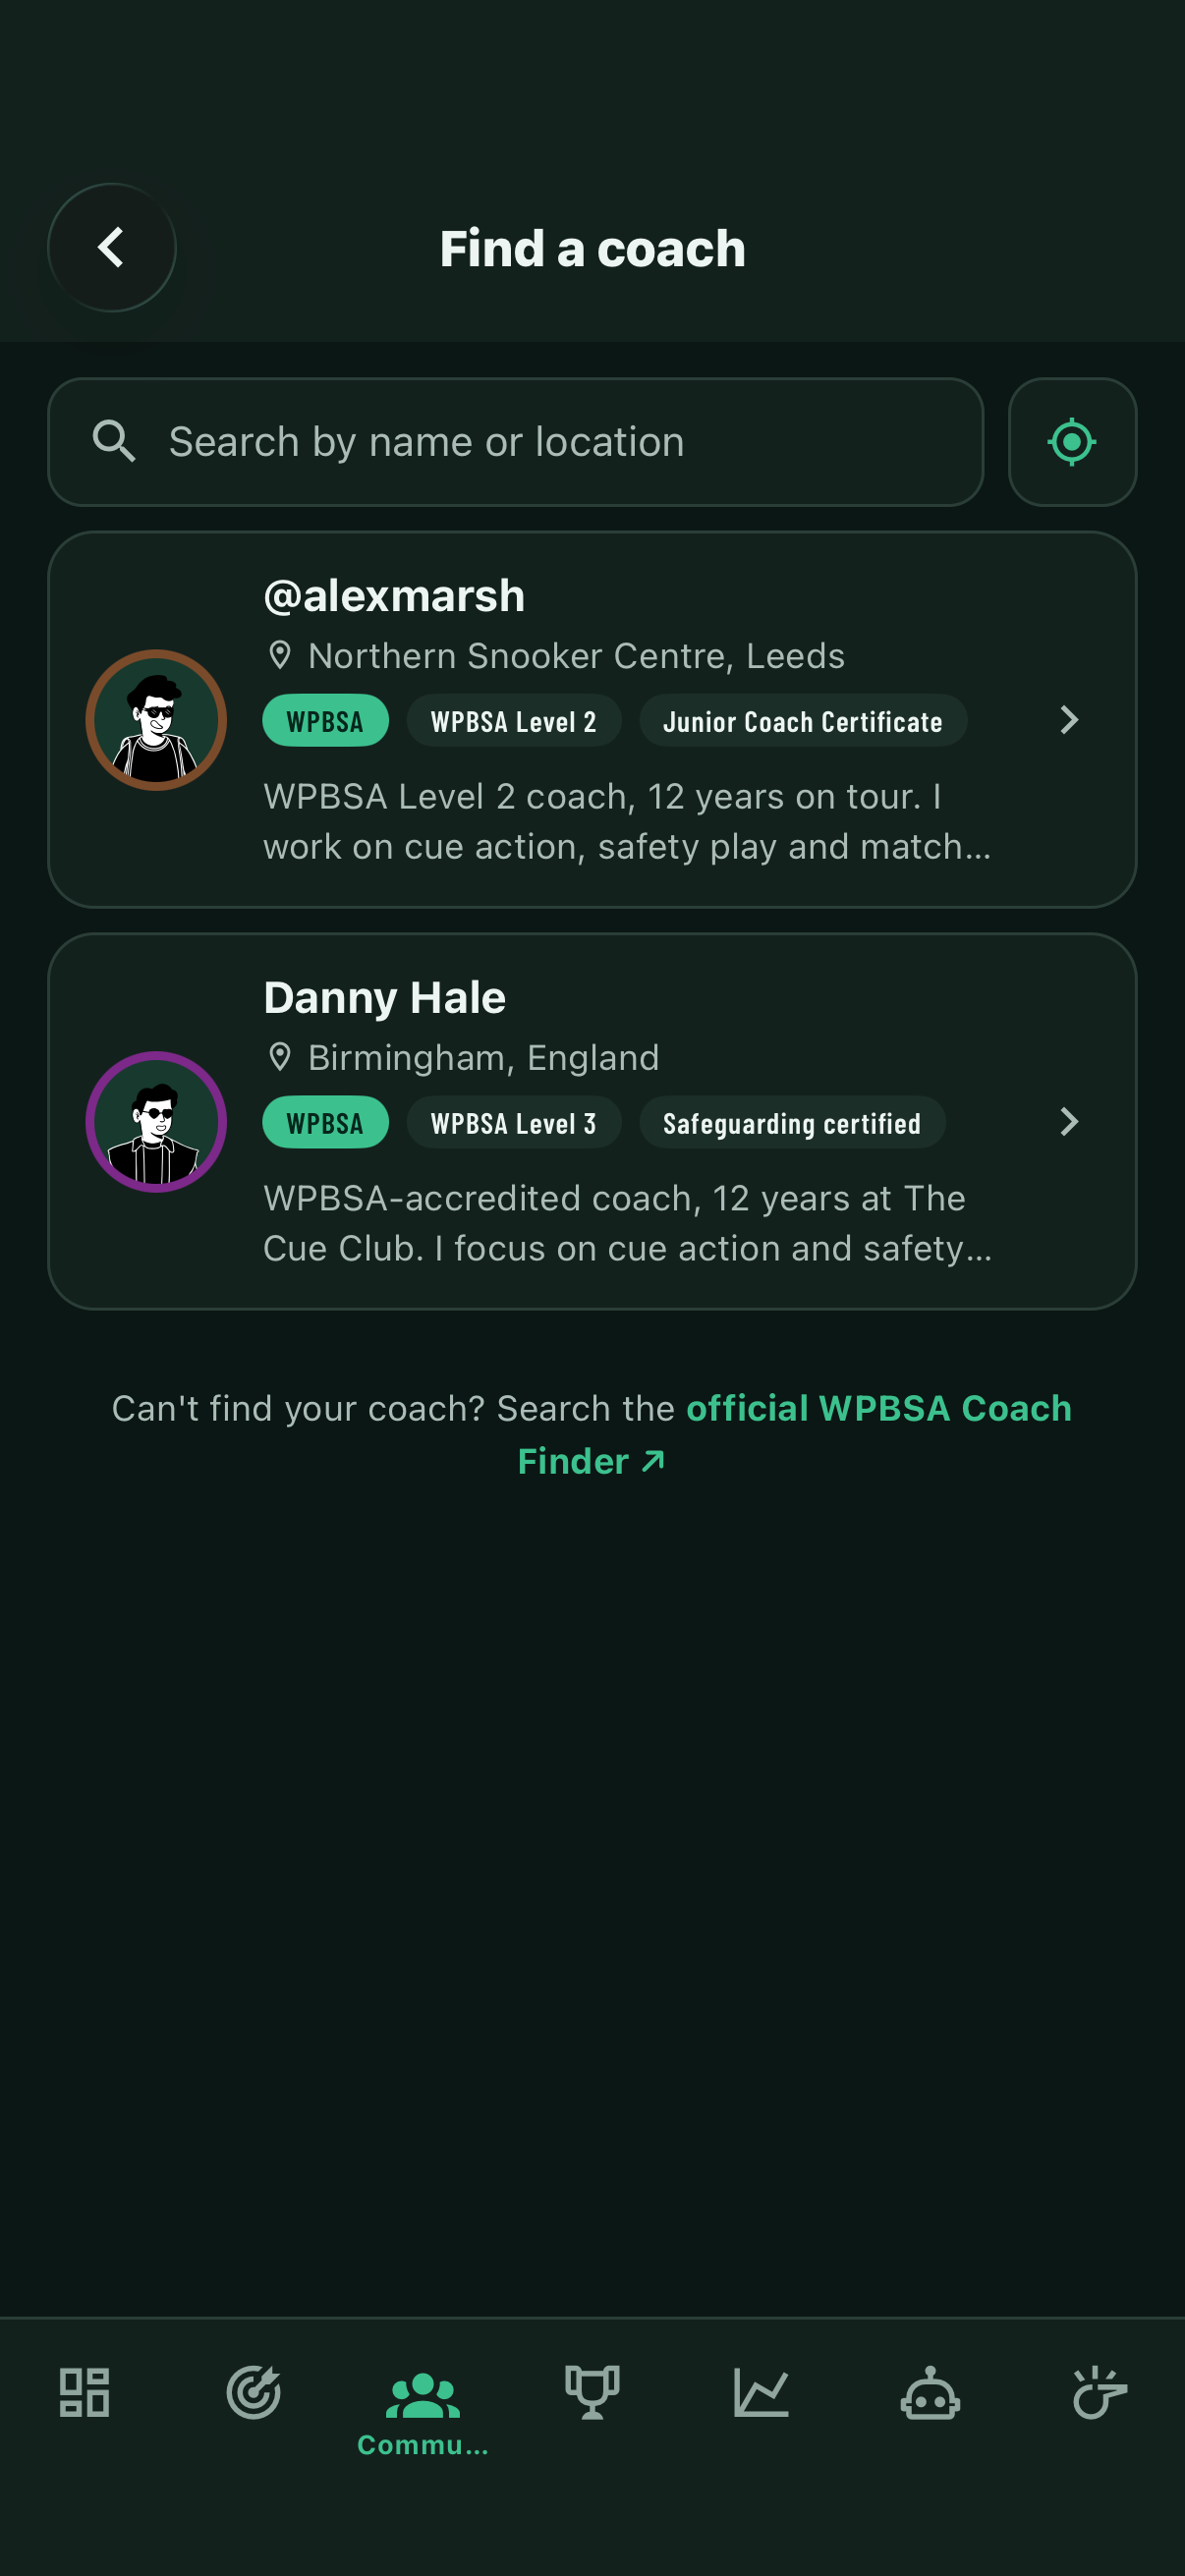 Find a coach
Search by name or location
@alexmarsh
Northern Snooker Centre, Leeds
WPBSA WPBSA Level 2 Junior Coach Certificate
WPBSA Level 2 coach, 12 years on tour. I
work on cue action, safety play and match...
Danny Hale
Birmingham, England
WPBSA WPBSA Level 3 Safeguarding certified
WPBSA-accredited coach, 12 years at The
Cue Club. I focus on cue action and safety...
Can't find your coach? Search the official WPBSA Coach
Finder ↗
Commu...